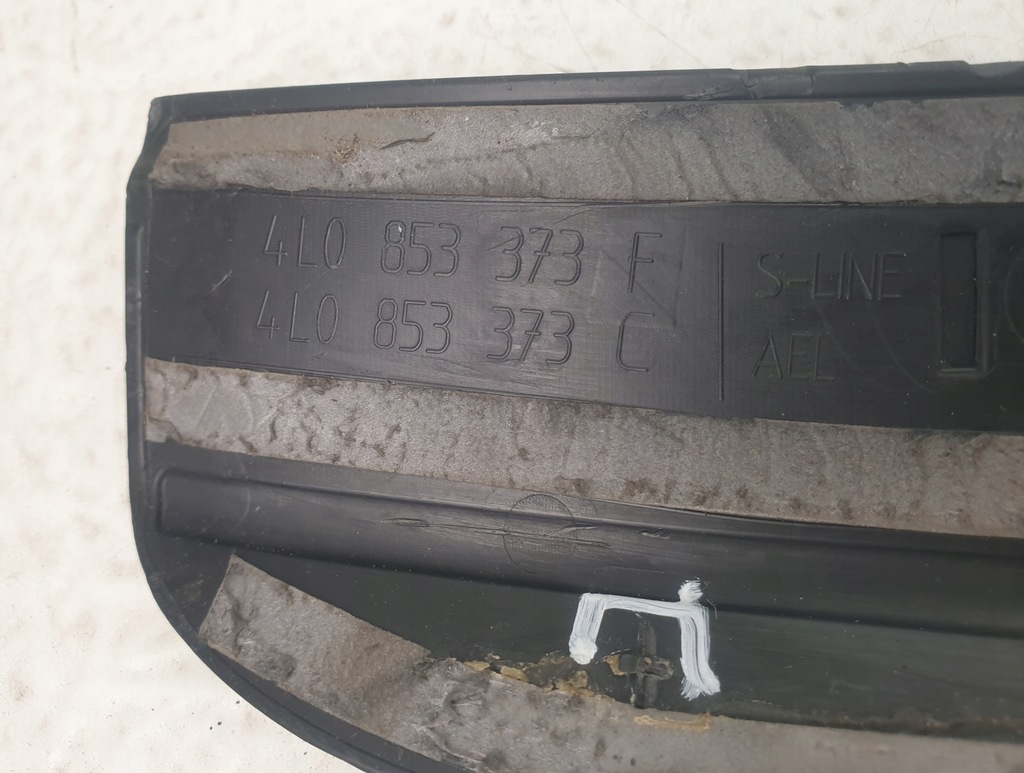 4L0 853 373 F S-LINE
4L0 853 373 C AEL
П